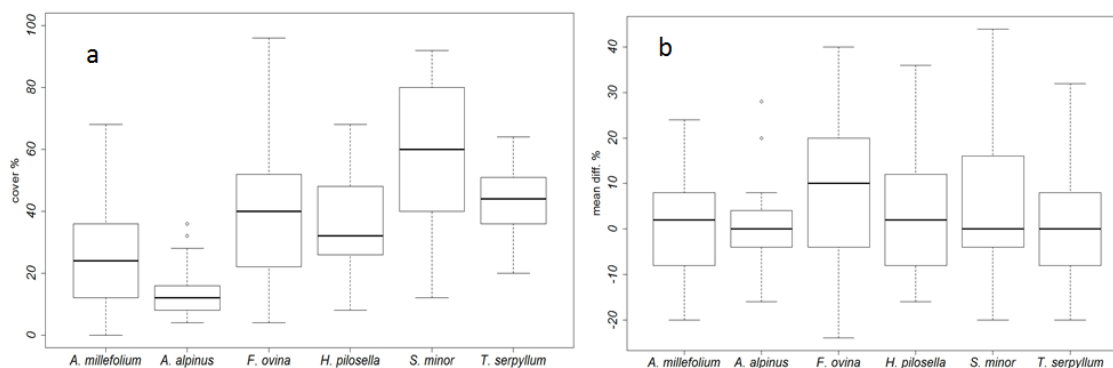 a
cover %
100
80
60
40
20
0
A. millefolium A. alpinus F. ovina H. pilosella S. minor T. serpyllum
b
mean diff. %
40
30
20
10
0
-10
-20
A. millefolium A. alpinus F. ovina H. pilosella S. minor T. serpyllum